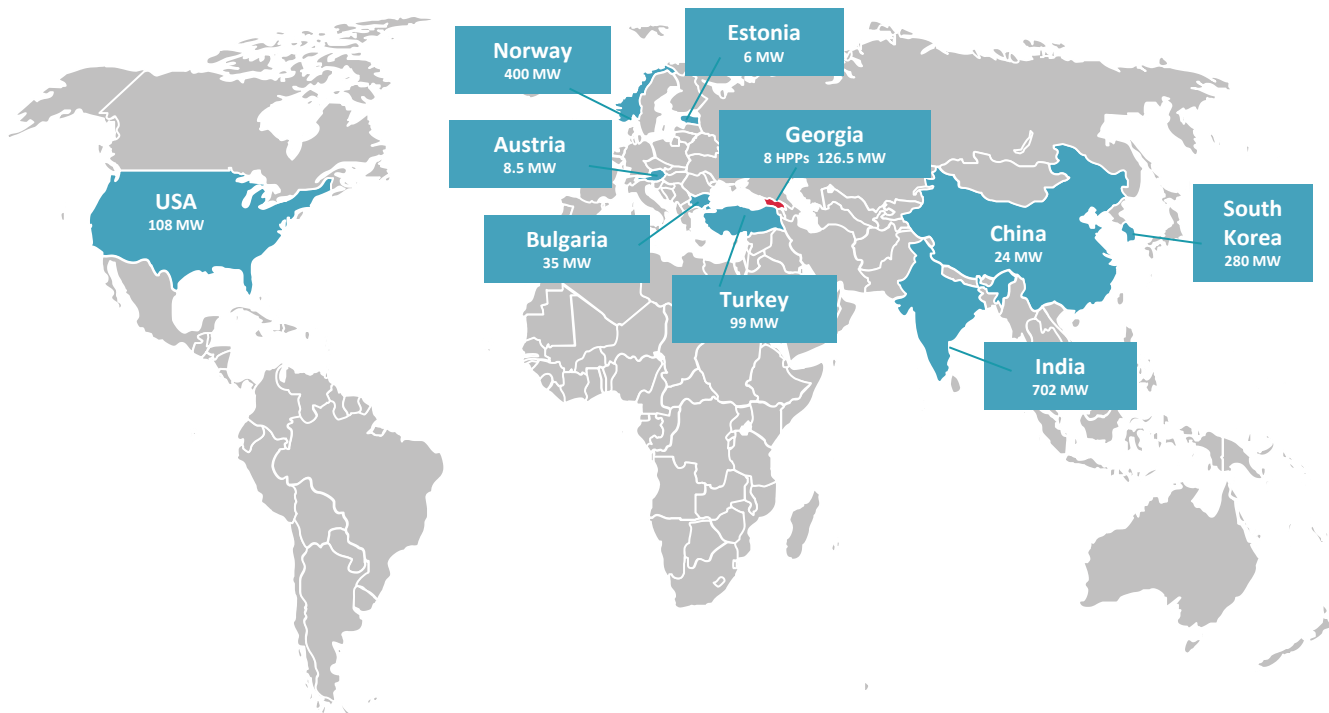 Norway
400 MW
Estonia
6 MW
Austria
8.5 MW
Georgia
8 HPPs  126.5 MW
USA
108 MW
Bulgaria
35 MW
Turkey
99 MW
China
24 MW
South
Korea
280 MW
India
702 MW